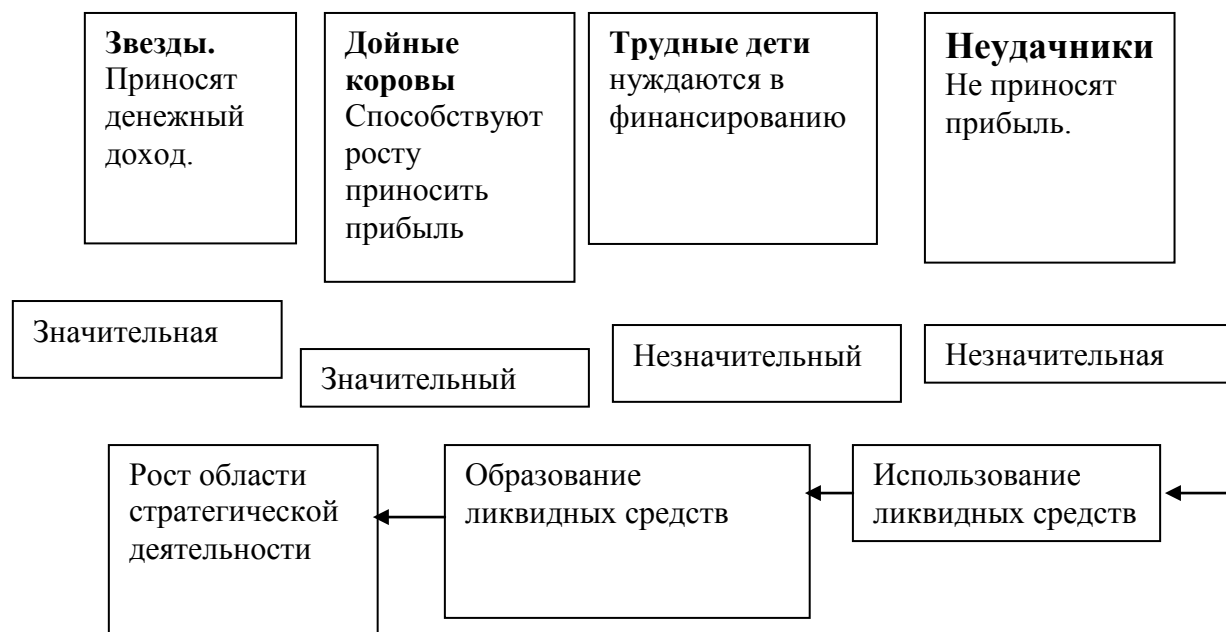 Звезды.
Приносят
денежный
доход.
Дойные
коровы
Способствуют
росту
приносить
прибыль
Трудные дети
нуждаются в
финансированию
Неудачники
Не приносят
прибыль.
Значительная
Значительный
Незначительный
Незначительная
Рост области
стратегической
деятельности
Образование
ликвидных средств
Использование
ликвидных средств